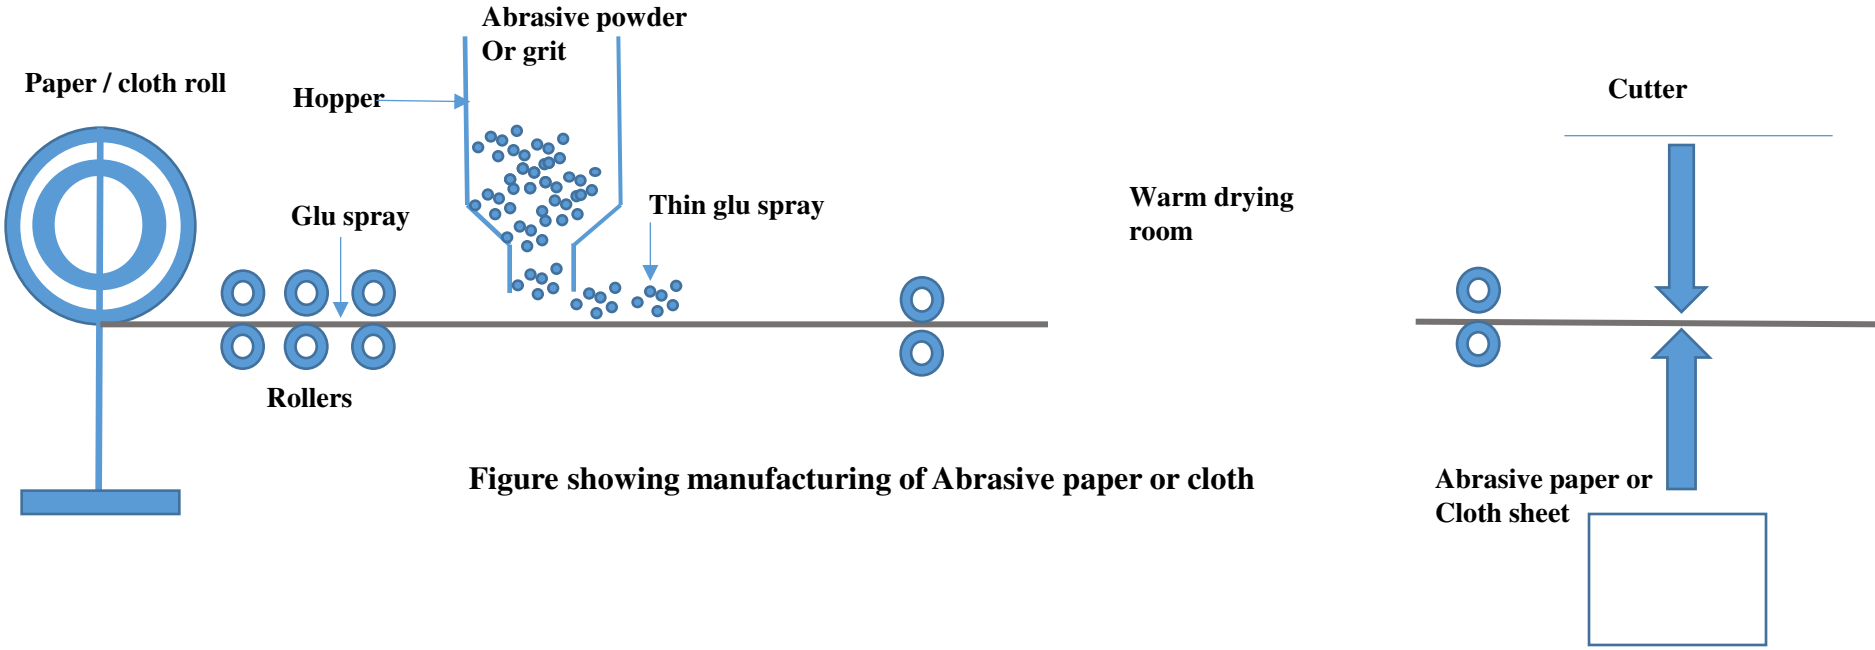 Abrasive powder
Or grit
Paper / cloth roll
Hopper
Cutter
Glu spray
Thin glu spray
Warm drying
room
Rollers
Figure showing manufacturing of Abrasive paper or cloth
Abrasive paper or
Cloth sheet